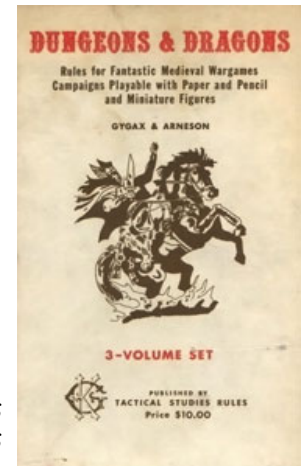 DUNGEONS & DRAGONS
Rules for Fantastic Medieval Wargames
Campaigns Playable with Paper and Pencil
and Miniature Figures
GYGAX & ARNESON
3-VOLUME SET
PUBLISHED BY
TACTICAL STUDIES RULES
Price $10.00